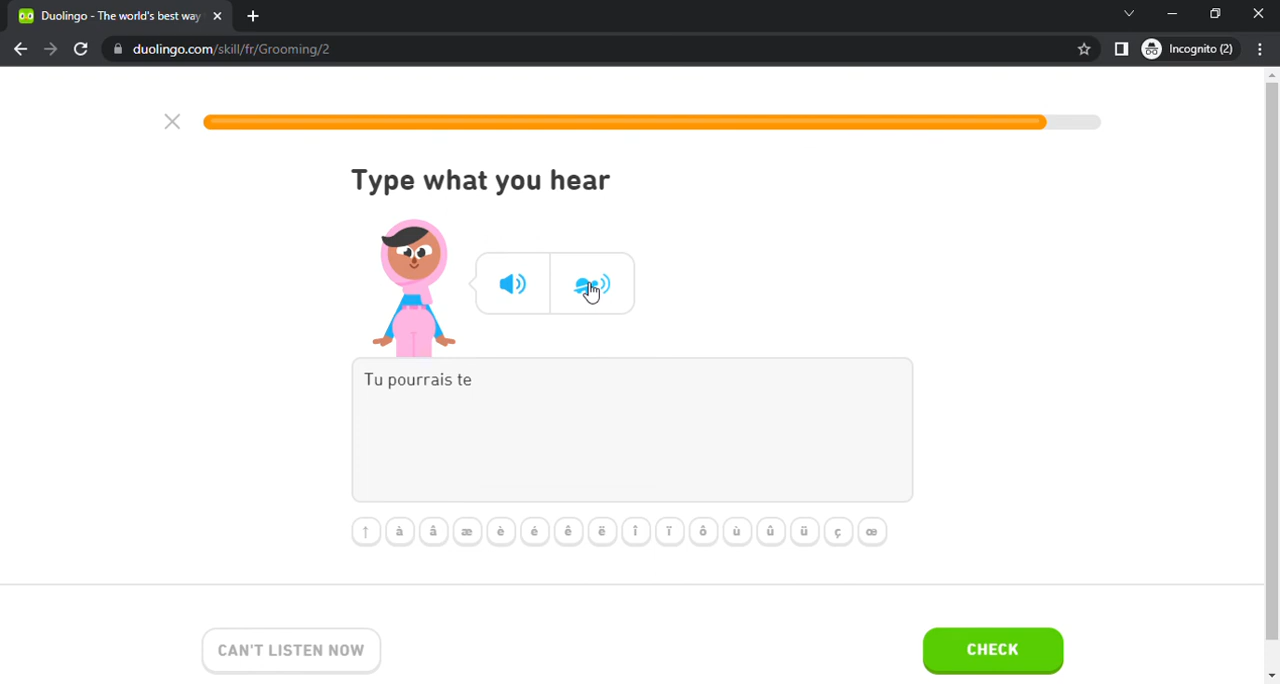 Duolingo - The world's best way
duolingo.com/skill/fr/Grooming/2
Incognito (2)
Type what you hear
Tu pourrais te
↑ à â æ è é ê ë î ï ô ù û ü ç œ
CAN'T LISTEN NOW
CHECK